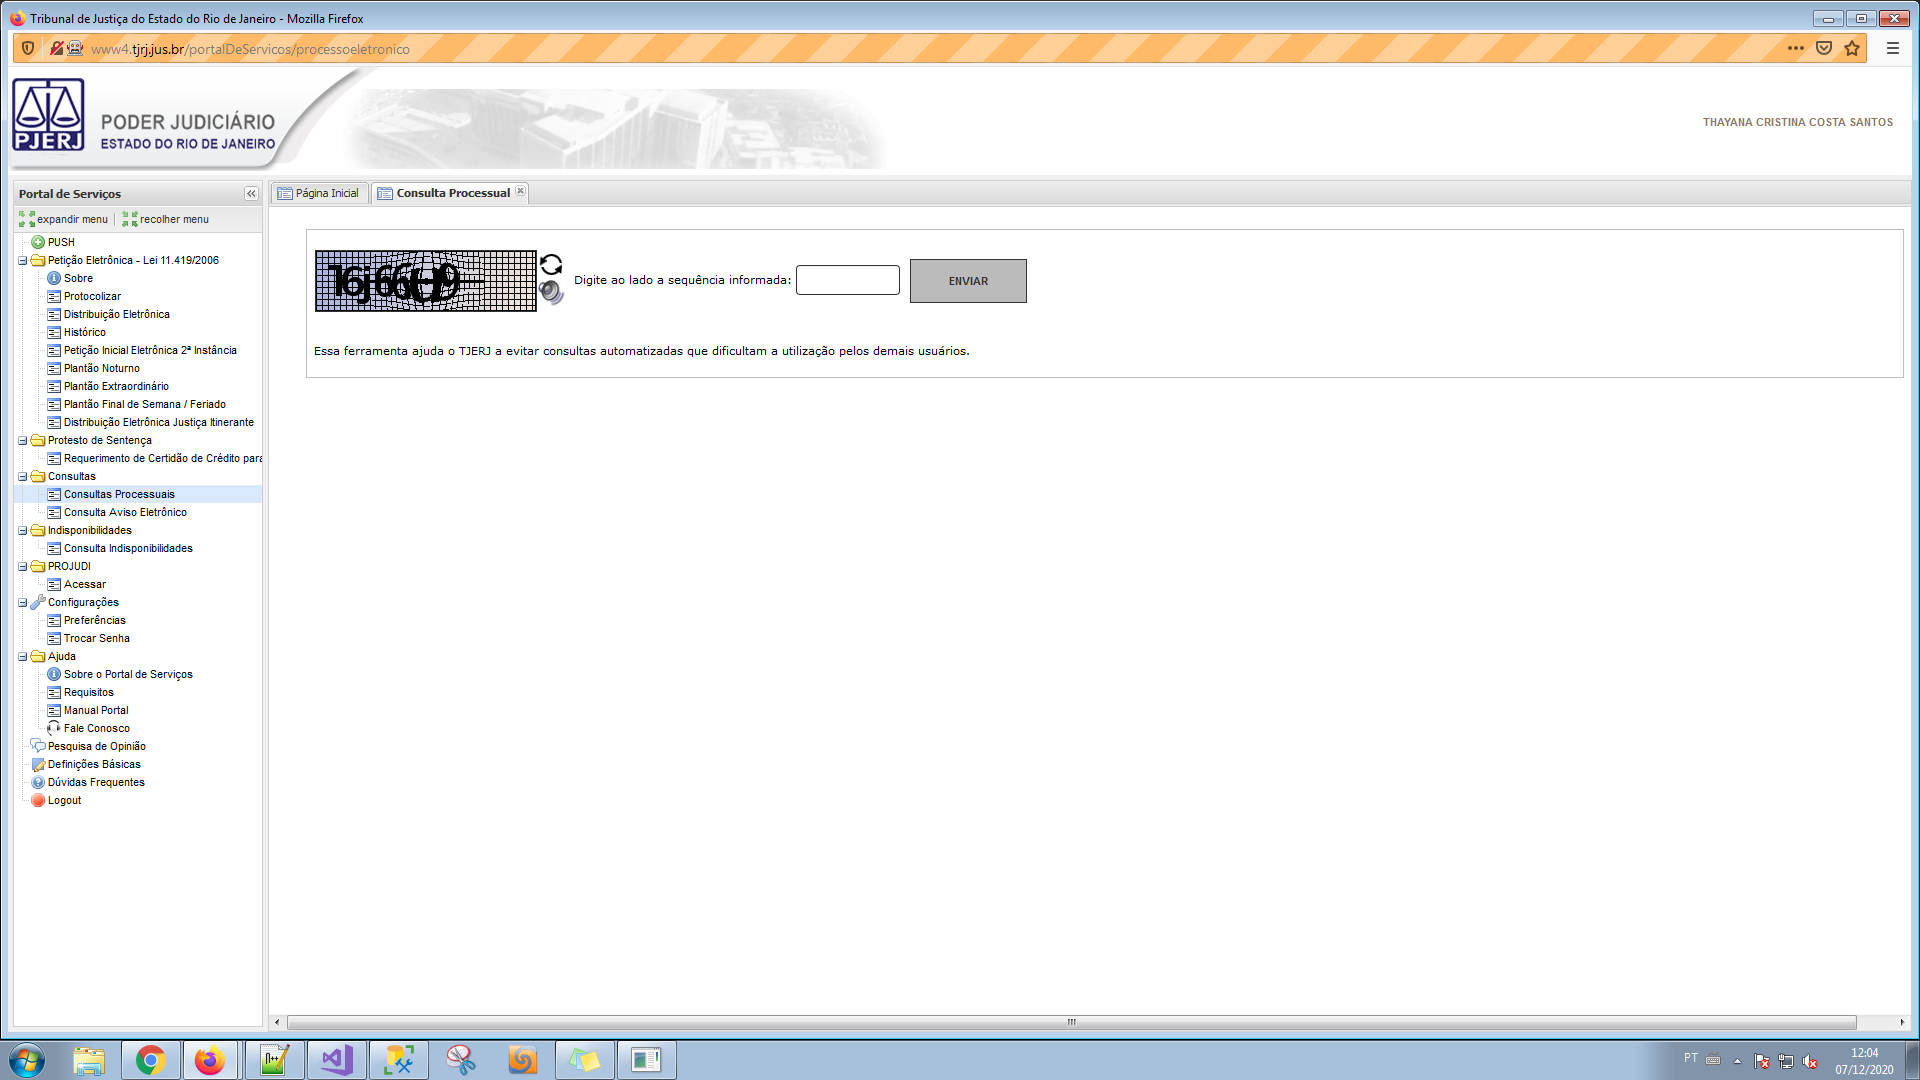 Tribunal de Justiça do Estado do Rio de Janeiro - Mozilla Firefox
www4.tjrj.jus.br/portalDeServicos/processoeletronico
PJERJ
PODER JUDICIÁRIO
ESTADO DO RIO DE JANEIRO
THAYANA CRISTINA COSTA SANTOS
Portal de Serviços
Página Inicial
Consulta Processual
expandir menu
recolher menu
PUSH
Petição Eletrônica - Lei 11.419/2006
Sobre
Protocolizar
Distribuição Eletrônica
Histórico
Petição Inicial Eletrônica 2ª Instância
Plantão Noturno
Plantão Extraordinário
Plantão Final de Semana / Feriado
Distribuição Eletrônica Justiça Itinerante
Protesto de Sentença
Requerimento de Certidão de Crédito para
Consultas
Consultas Processuais
Consulta Aviso Eletrônico
Indisponibilidades
Consulta Indisponibilidades
PROJUDI
Acessar
Configurações
Preferências
Trocar Senha
Ajuda
Sobre o Portal de Serviços
Requisitos
Manual Portal
Fale Conosco
Pesquisa de Opinião
Definições Básicas
Dúvidas Frequentes
Logout
Digite ao lado a sequência informada:
ENVIAR
Essa ferramenta ajuda o TJERJ a evitar consultas automatizadas que dificultam a utilização pelos demais usuários.
PT
12:04
07/12/2020